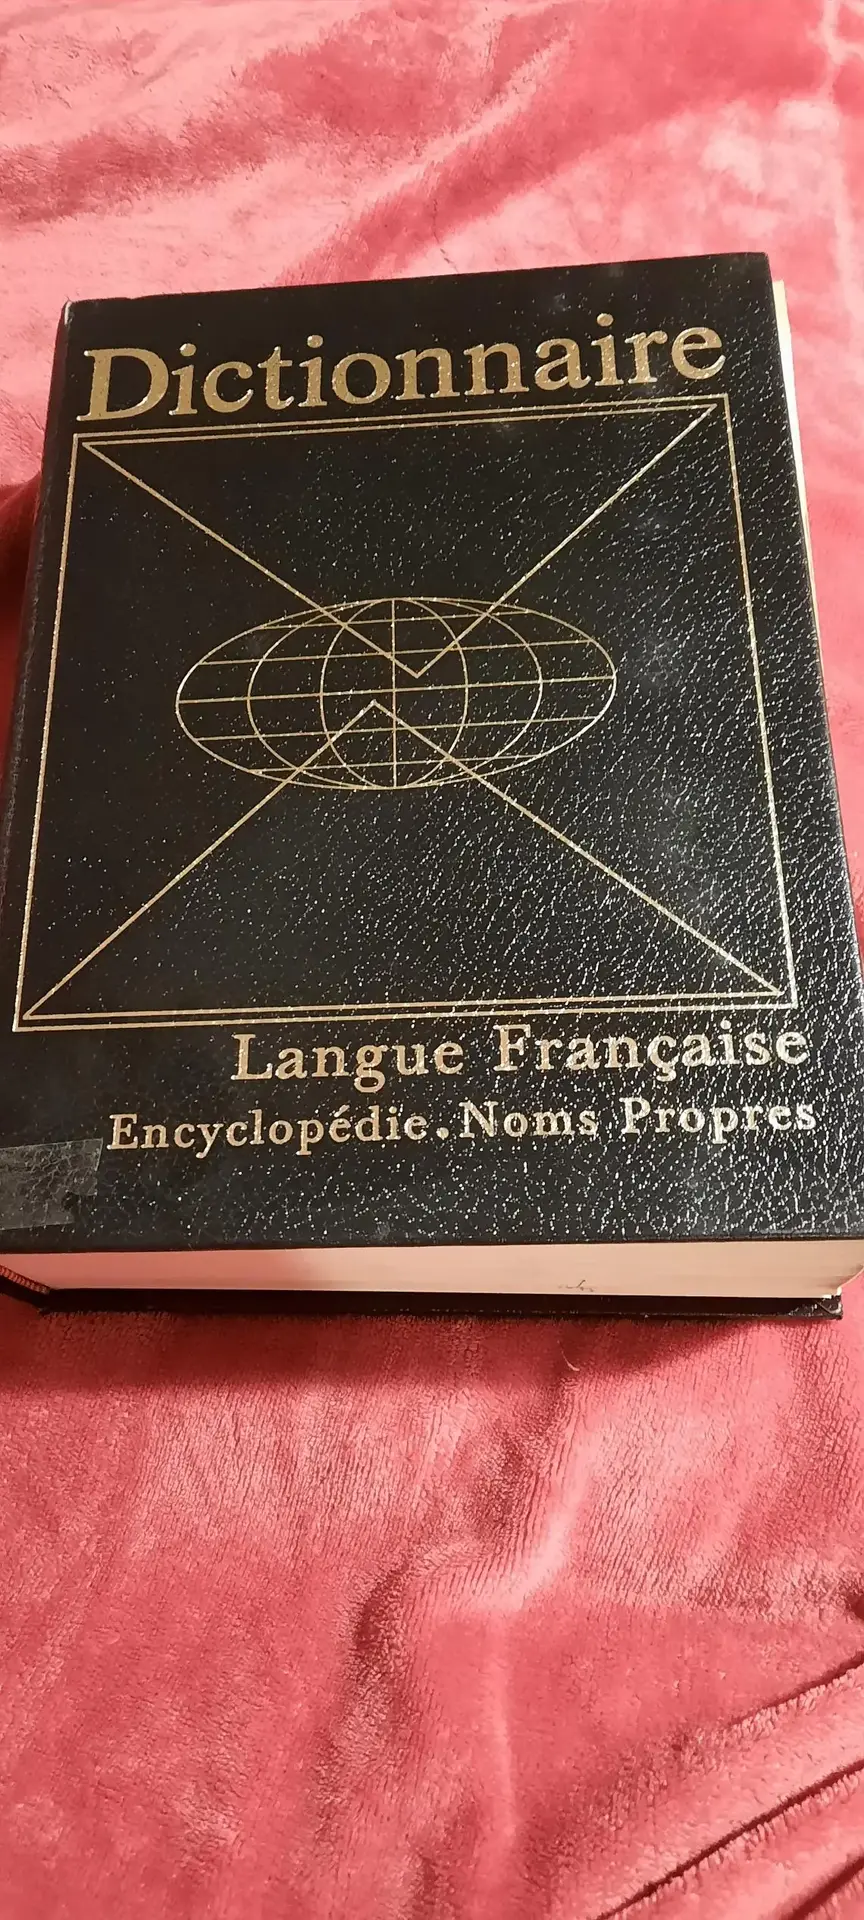 Dictionnaire
Langue Française
Encyclopédie.Noms Propres